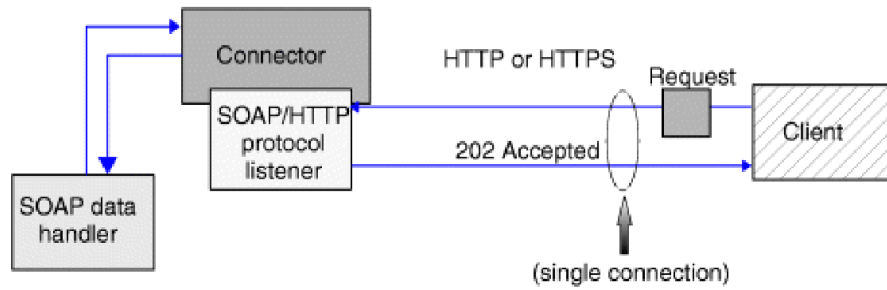 Connector
HTTP or HTTPS
Request
SOAP/HTTP
protocol
listener
202 Accepted
Client
SOAP data
handler
(single connection)